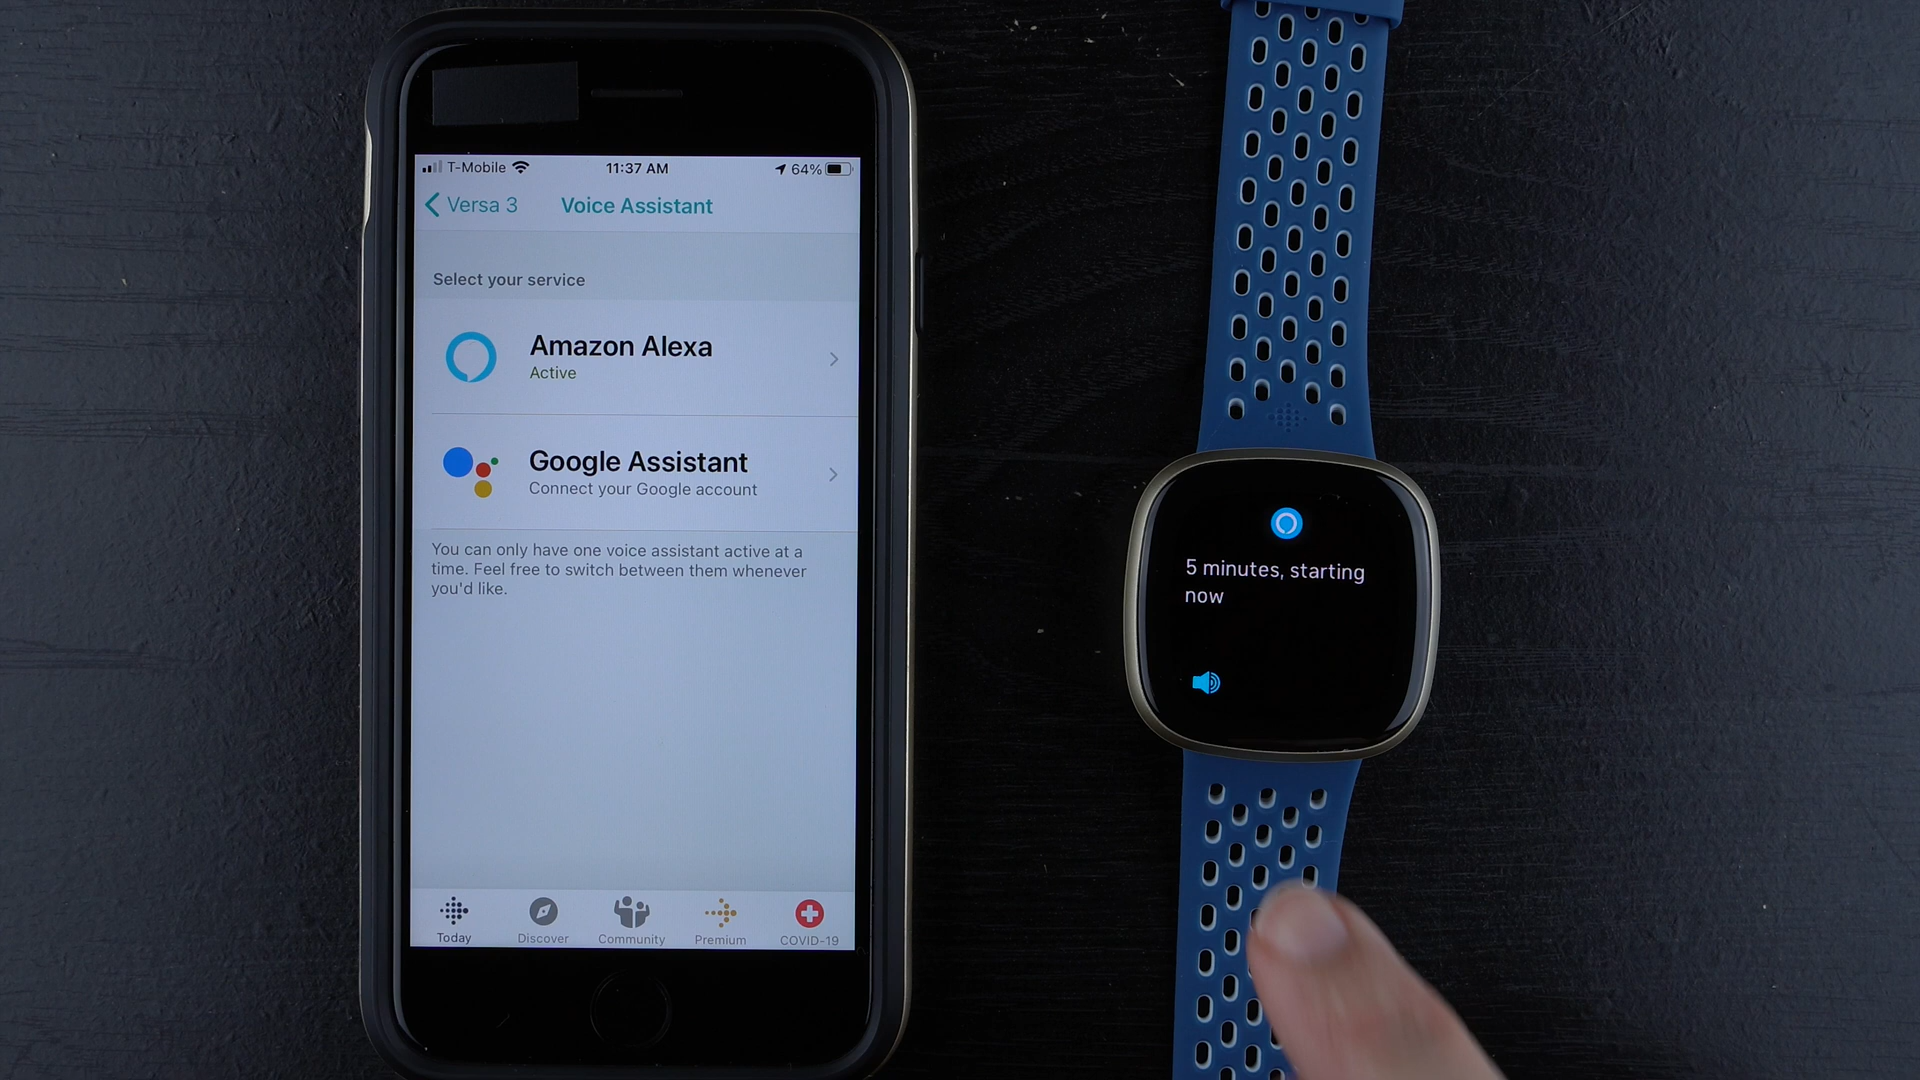 T-Mobile 11:37 AM 64%
Versa 3 Voice Assistant
Select your service
Amazon Alexa
Active
Google Assistant
Connect your Google account
You can only have one voice assistant active at a
time. Feel free to switch between them whenever
you'd like.
Today Discover Community Premium COVID-19
5 minutes, starting
now